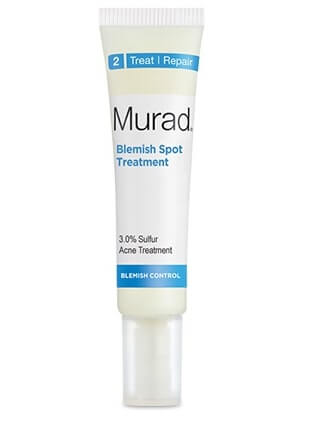 2 Treat | Repair
Murad.
Blemish Spot
Treatment
3.0% Sulfur
Acne Treatment
BLEMISH CONTROL